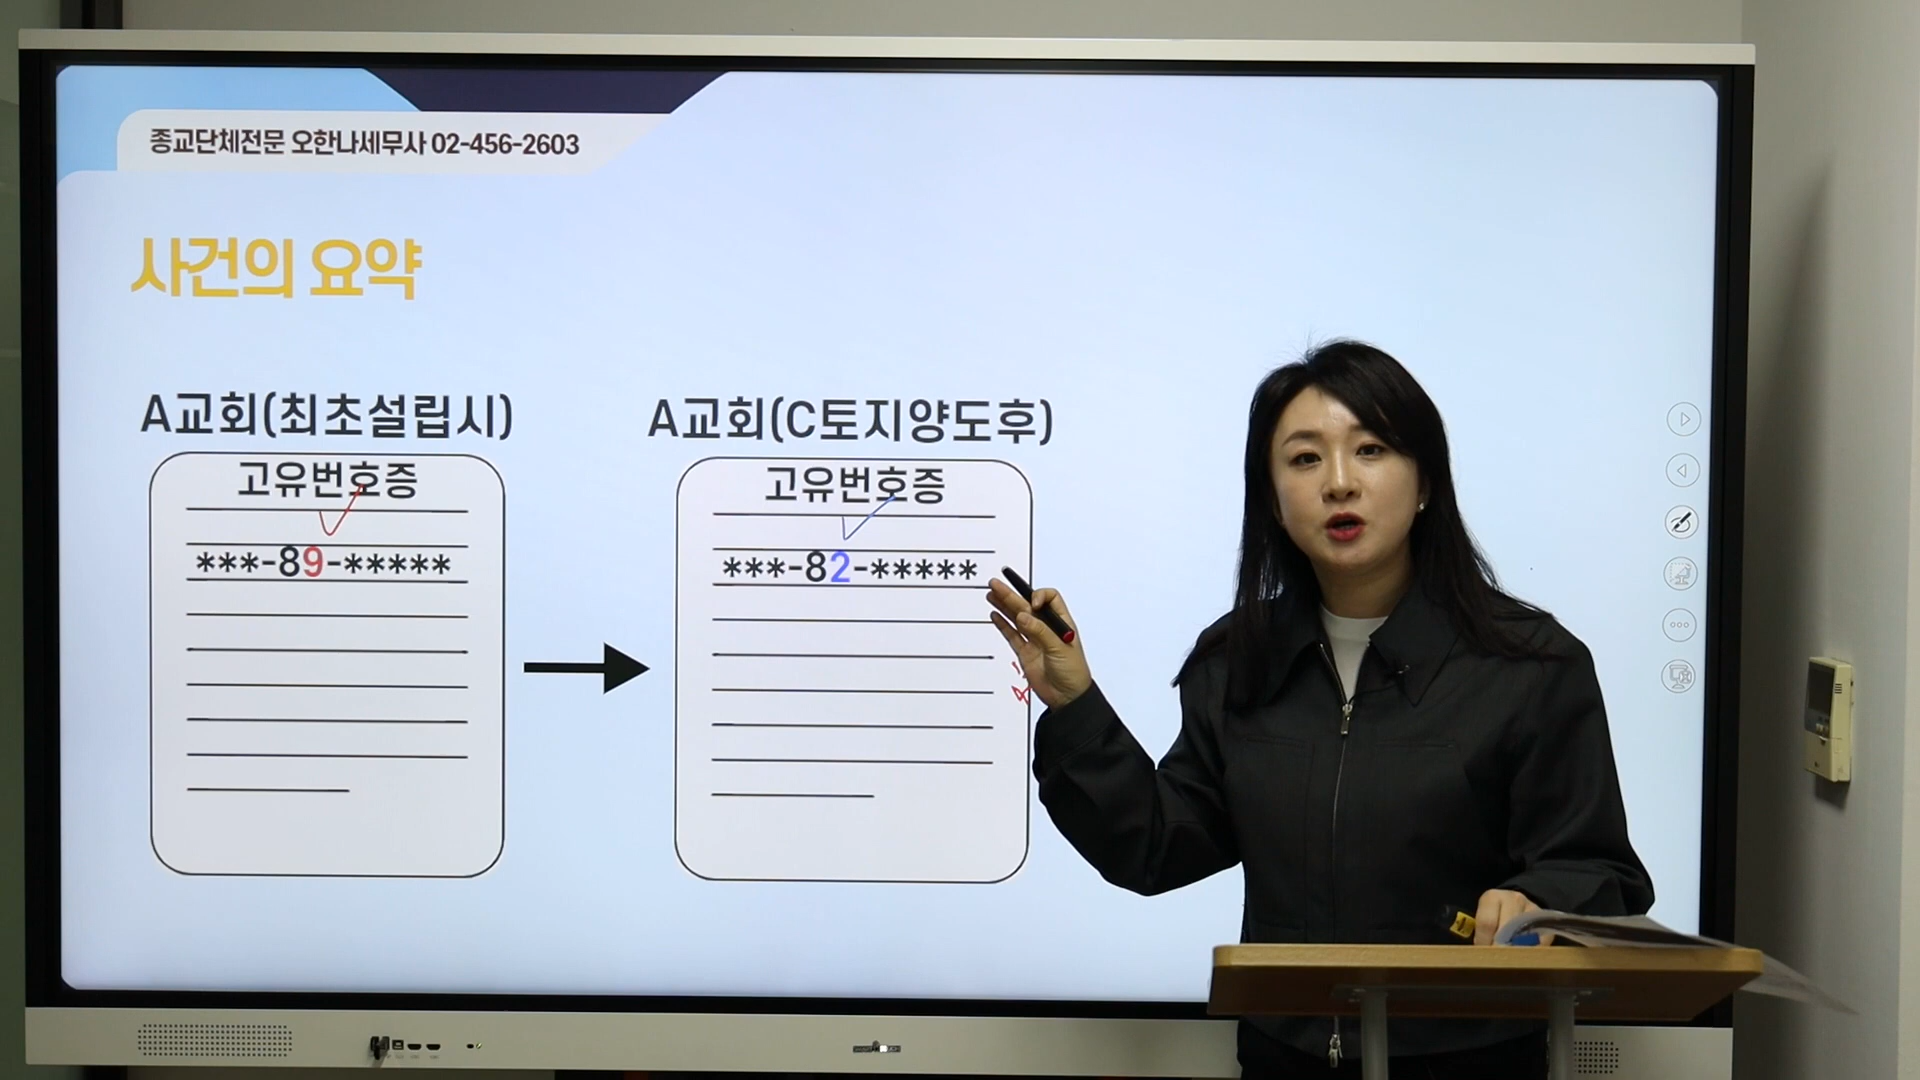 종교단체전문 오한나세무사 02-456-2603
사건의 요약
A교회(최초설립시)
고유번호증
***-89-*****
A교회(C토지양도후)
고유번호증
***-82-*****